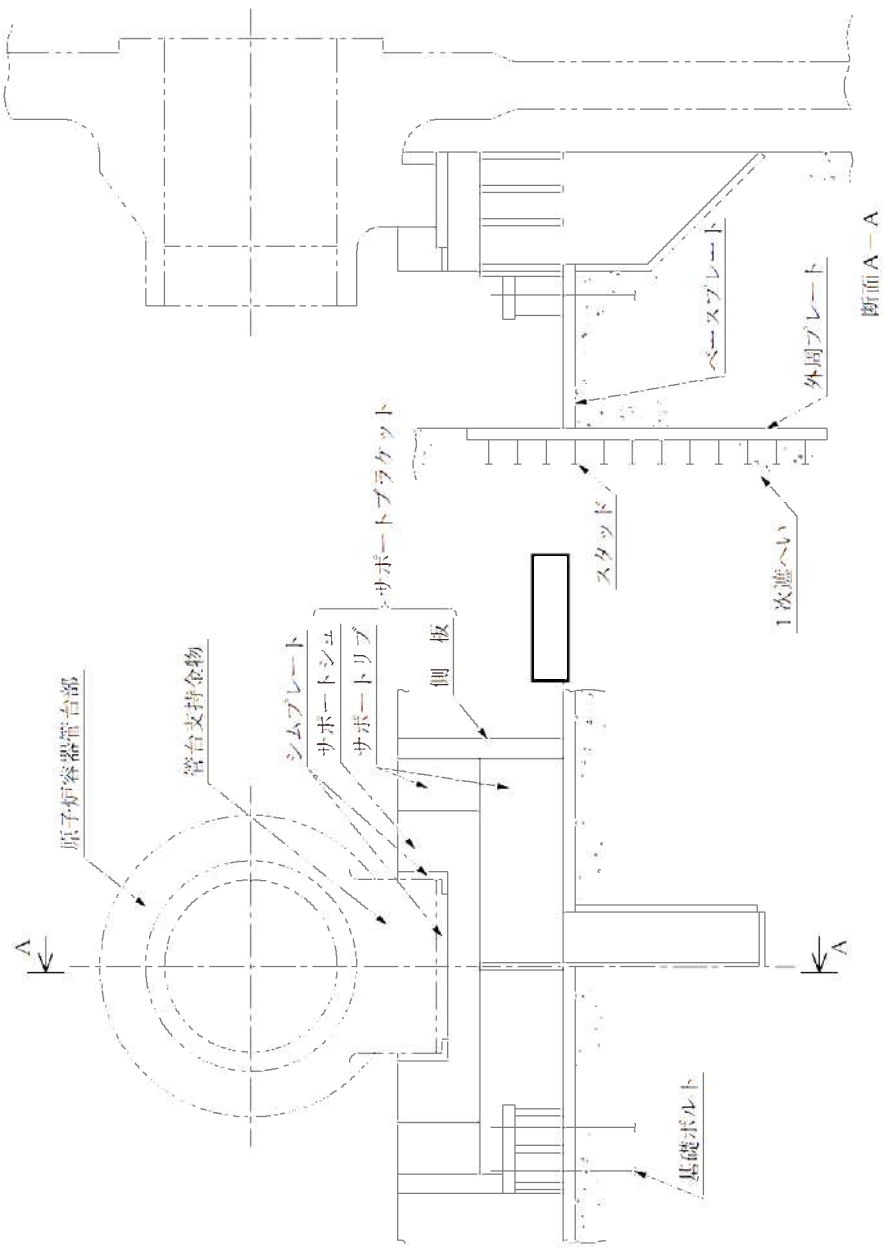 原子炉容器管台部
管台支持金物
シムプレート
サポートシュ
サポートリブ
側 板
サポートブラケット
A
A
基礎ボルト
スタッド
1次遮へい
ベースプレート
外周プレート
断面A-A